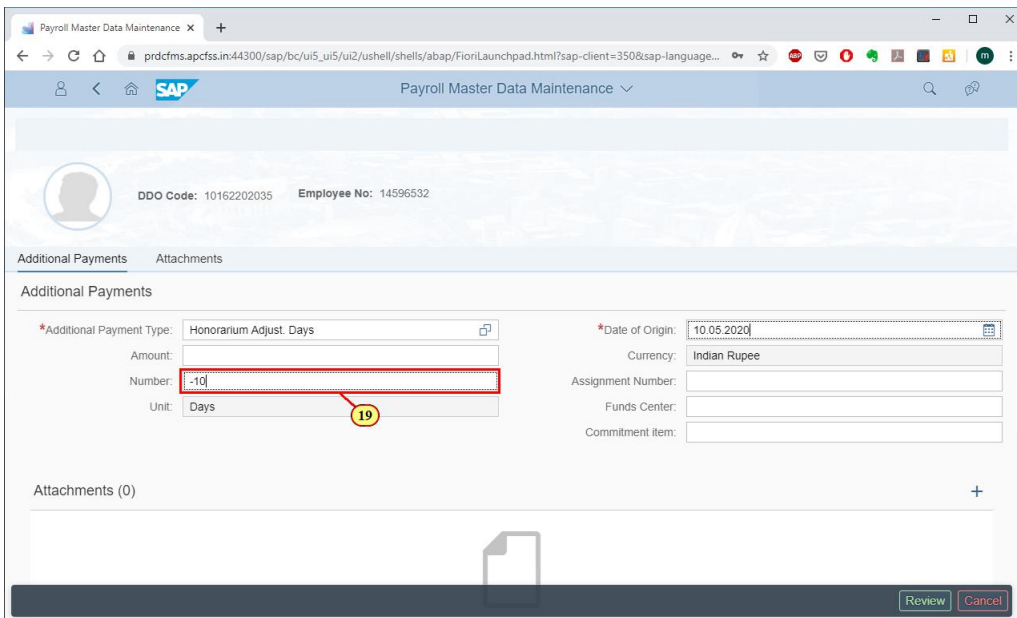 Payroll Master Data Maintenance
prdcfms.apcfss.in:44300/sap/bc/ui5_ui5/ui2/ushell/shells/abap/FioriLaunchpad.html?sap-client=350&sap-language...
ABP
m
SAP Payroll Master Data Maintenance
DDO Code: 10162202035 Employee No: 14596532
Additional Payments Attachments
Additional Payments
*Additional Payment Type: Honorarium Adjust. Days *Date of Origin: 10.05.2020
Amount: Currency: Indian Rupee
Number: -10 Assignment Number:
Unit: Days Funds Center:
19
Commitment item:
Attachments (0)
Review Cancel